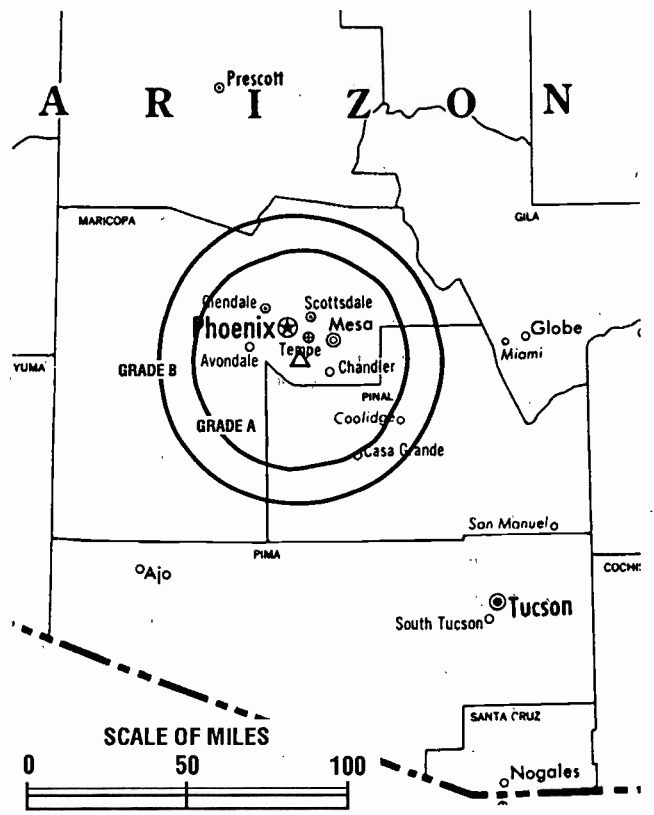 Prescott
A R I Z O N
MARICOPA
GILA
Glendale
Scottsdale
Phoenix
Mesa
Tempe
Globe
Miami
Avondale
Chandler
YUMA
GRADE B
PINAL
Coolidge
GRADE A
Casa Grande
San Manuel
PIMA
COCHIS
Ajo
Tucson
South Tucson
SANTA CRUZ
SCALE OF MILES
0 50 100
Nogales